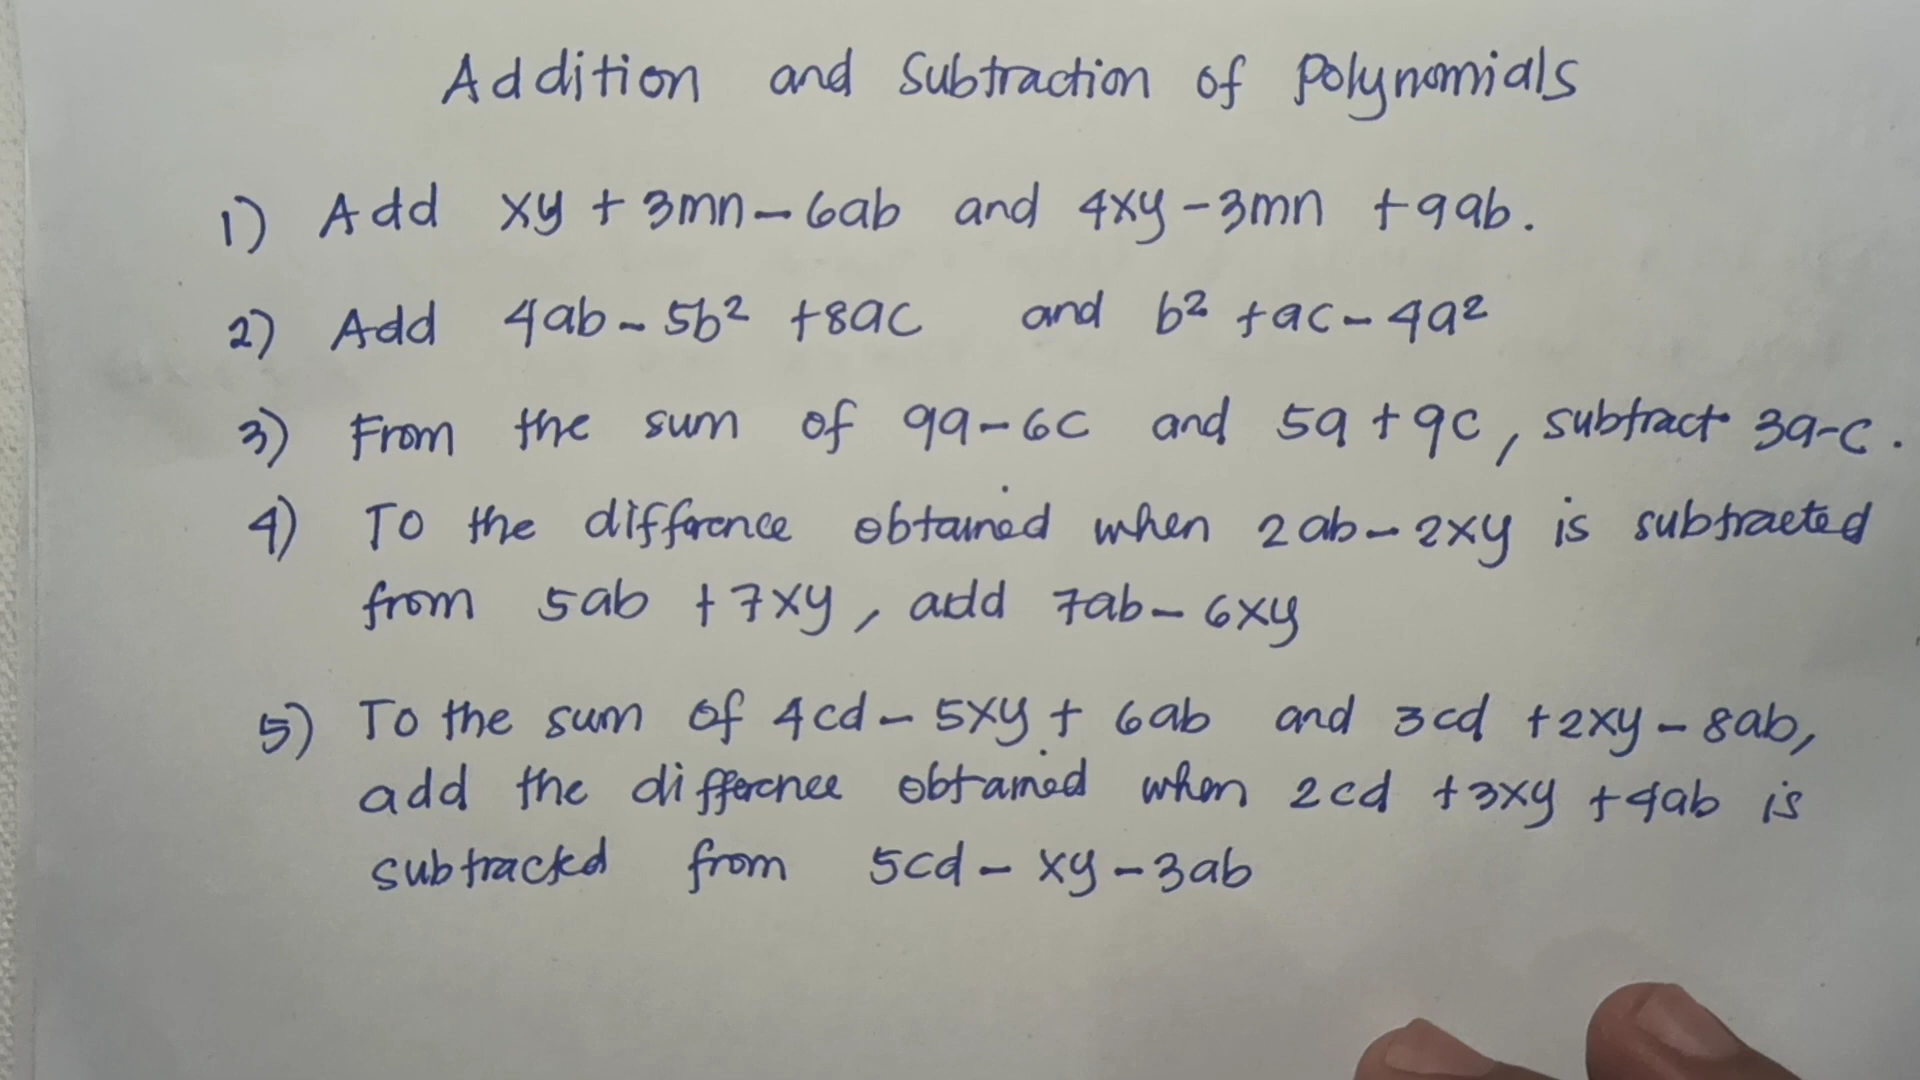 Addition and Subtraction of Polynomials
1) Add xy + 3mn - 6ab and 4xy - 3mn + 9ab.
2) Add 4ab - 5b² + 8ac and b² + ac - 4a²
3) From the sum of 9a - 6c and 5a + 9c, subtract 3a - c.
4) To the difference obtained when 2ab - 2xy is subtracted
from 5ab + 7xy, add 7ab - 6xy
5) To the sum of 4cd - 5xy + 6ab and 3cd + 2xy - 8ab,
add the difference obtained when 2cd + 3xy + 4ab is
subtracted from 5cd - xy - 3ab